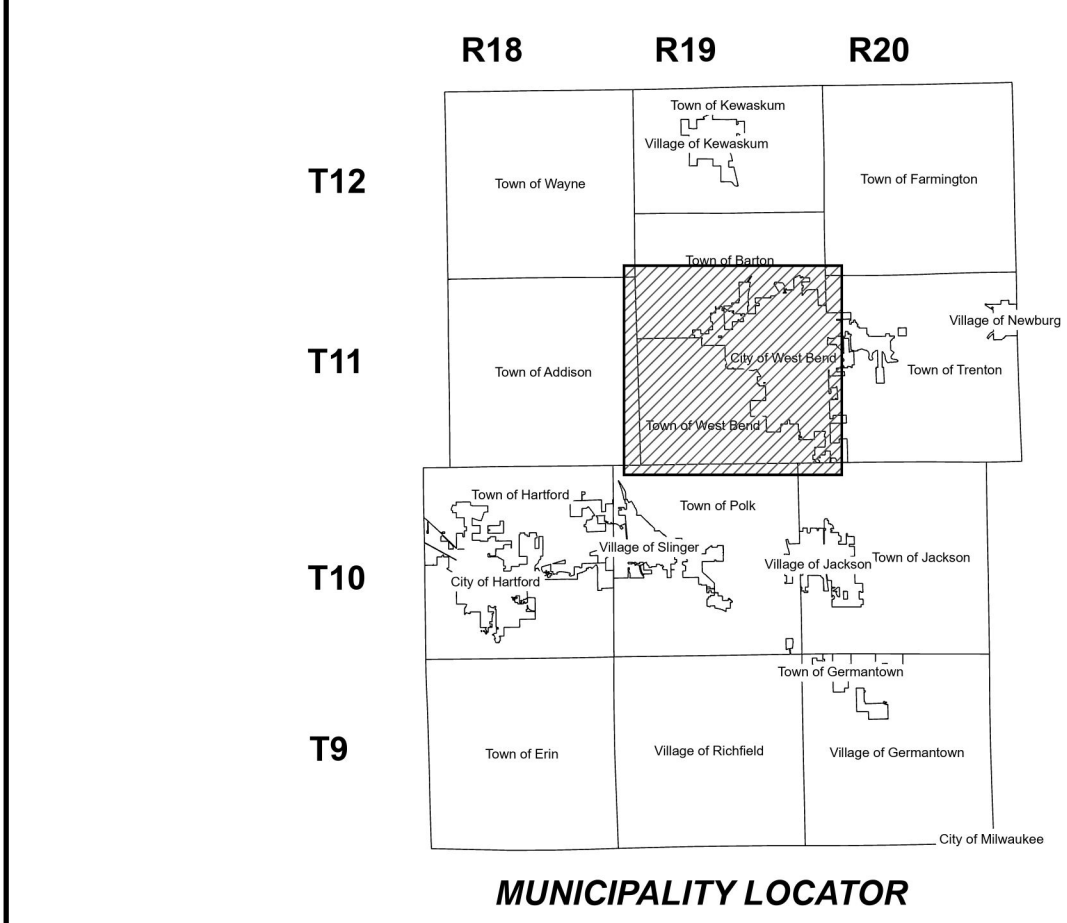 R18 R19 R20
Town of Kewaskum
Village of Kewaskum
T12
Town of Wayne
Town of Farmington
Town of Barton
Village of Newburg
City of West Bend
T11
Town of Addison
Town of Trenton
Town of West Bend
Town of Hartford
Town of Polk
Village of Slinger
Village of Jackson
Town of Jackson
T10
City of Hartford
Town of Germantown
T9
Town of Erin
Village of Richfield
Village of Germantown
City of Milwaukee
MUNICIPALITY LOCATOR